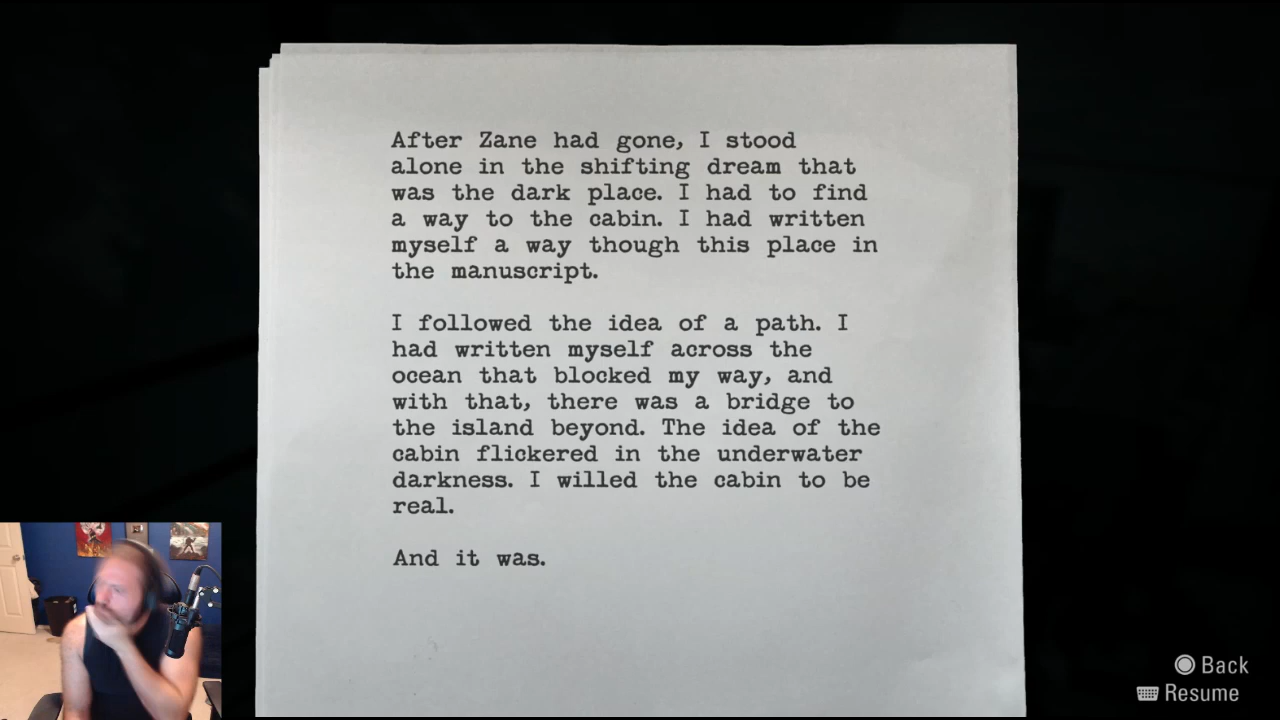 After Zane had gone, I stood
alone in the shifting dream that
was the dark place. I had to find
a way to the cabin. I had written
myself a way though this place in
the manuscript.
I followed the idea of a path. I
had written myself across the
ocean that blocked my way, and
with that, there was a bridge to
the island beyond. The idea of the
cabin flickered in the underwater
darkness. I willed the cabin to be
real.
And it was.
Back
Resume